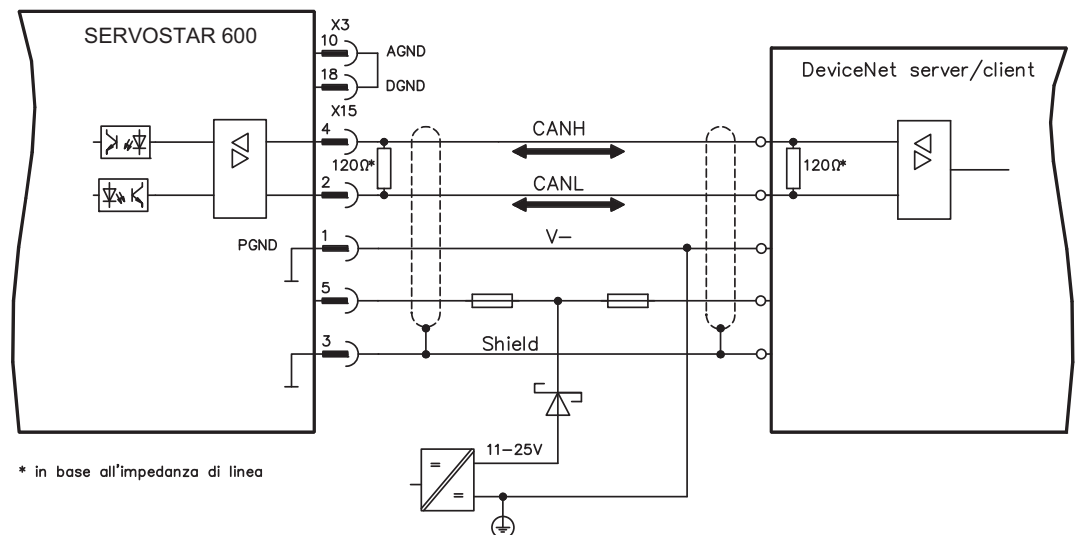 SERVOSTAR 600
X3
10
AGND
18
DGND
X15
4
CANH
120Ω*
2
CANL
PGND
1
V–
5
3
Shield
11–25V
DeviceNet server/client
120Ω*
* in base all'impedanza di linea